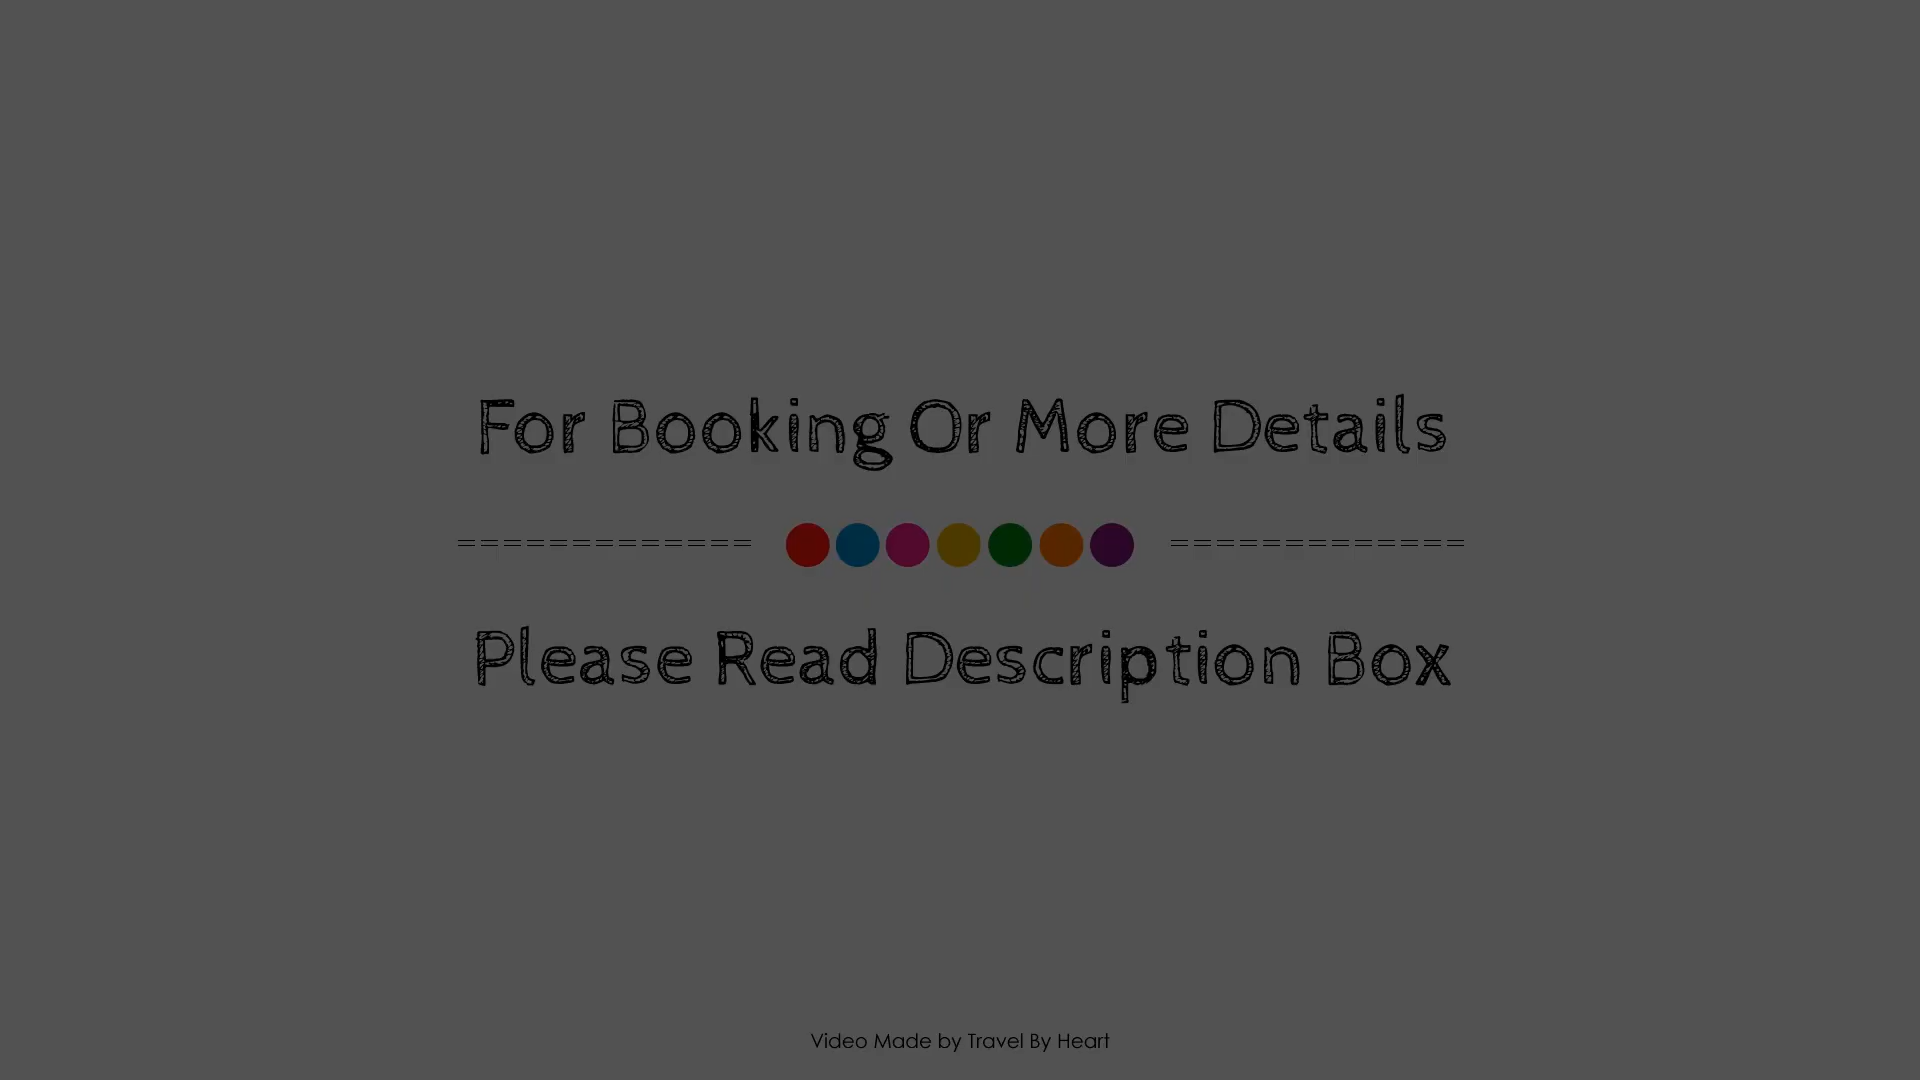 For Booking Or More Details
============= =============
Please Read Description Box
Video Made by Travel By Heart